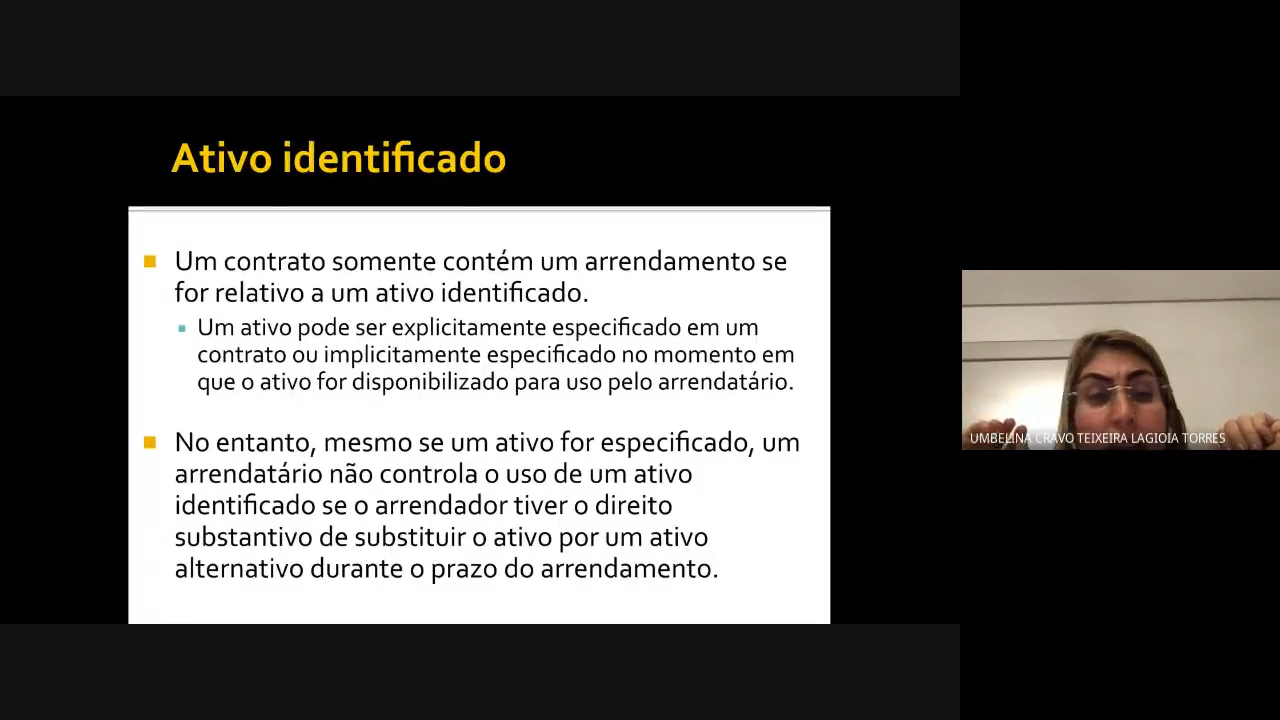 Ativo identificado
Um contrato somente contém um arrendamento se
for relativo a um ativo identificado.
Um ativo pode ser explicitamente especificado em um
contrato ou implicitamente especificado no momento em
que o ativo for disponibilizado para uso pelo arrendatário.
No entanto, mesmo se um ativo for especificado, um
arrendatário não controla o uso de um ativo
identificado se o arrendador tiver o direito
substantivo de substituir o ativo por um ativo
alternativo durante o prazo do arrendamento.
UMBELINA CRAVO TEIXEIRA LAGIOIA TORRES